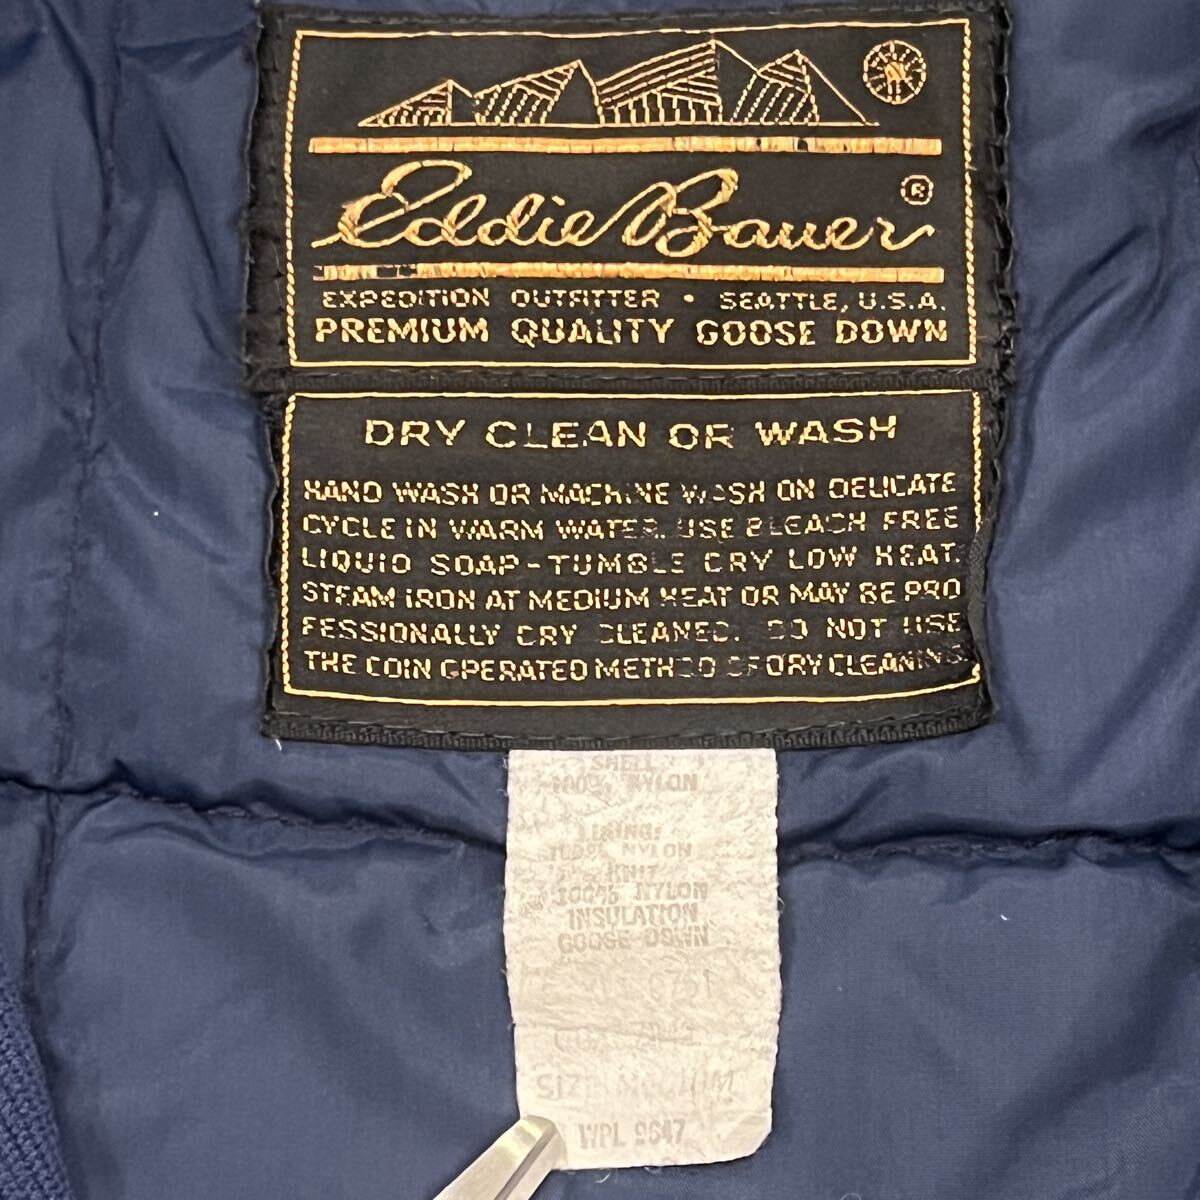 Eddie Bauer ®
EXPEDITION OUTFITTER • SEATTLE, U.S.A.
PREMIUM QUALITY GOOSE DOWN
DRY CLEAN OR WASH
HAND WASH OR MACHINE WASH ON DELICATE
CYCLE IN WARM WATER. USE BLEACH FREE
LIQUID SOAP-TUMBLE DRY LOW HEAT.
STEAM IRON AT MEDIUM HEAT OR MAY BE PRO
FESSIONALLY DRY CLEANED. DO NOT USE
THE COIN OPERATED METHOD OF DRY CLEANING.
SHELL:
100% NYLON
LINING:
100% NYLON
KNIT
100% NYLON
INSULATION
GOOSE DOWN
SIZE MEDIUM
WPL 9647